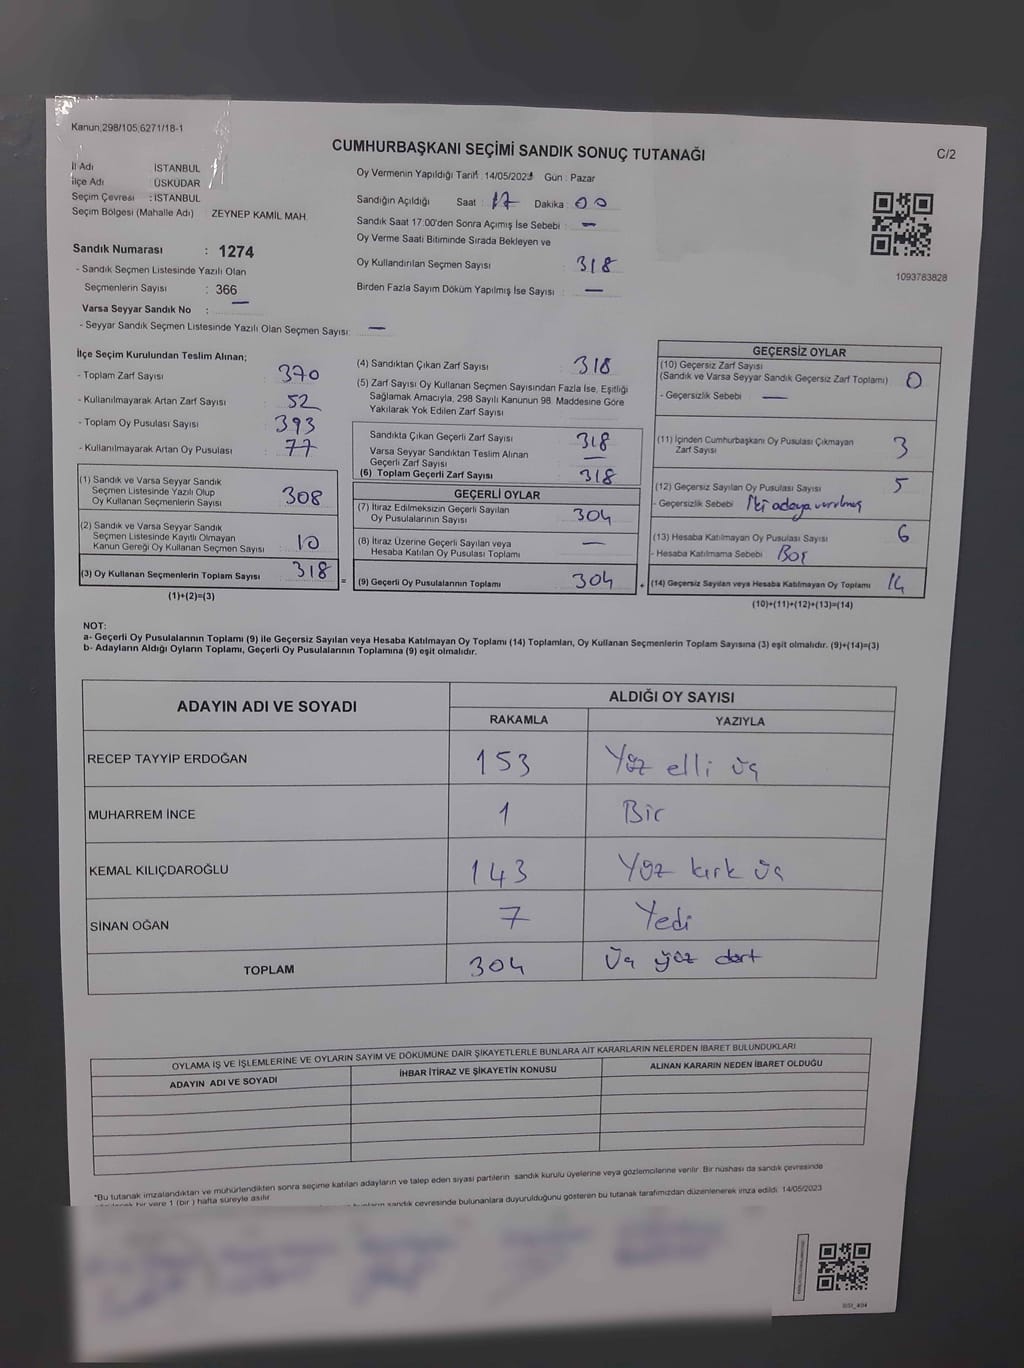 Kanun;298/105,6271/18-1
CUMHURBAŞKANI SEÇİMİ SANDIK SONUÇ TUTANAĞI
C/2
İl Adı İSTANBUL
İlçe Adı ÜSKÜDAR
Seçim Çevresi : İSTANBUL
Seçim Bölgesi (Mahalle Adı) ZEYNEP KAMİL MAH.
Sandık Numarası : 1274
- Sandık Seçmen Listesinde Yazılı Olan
Seçmenlerin Sayısı : 366
Varsa Seyyar Sandık No : —
- Seyyar Sandık Seçmen Listesinde Yazılı Olan Seçmen Sayısı: —
Oy Vermenin Yapıldığı Tarih: 14/05/2023 Gün : Pazar
Sandığın Açıldığı Saat : 17 Dakika : 00
Sandık Saat 17:00'den Sonra Açımış İse Sebebi : —
Oy Verme Saati Bitiminde Sırada Bekleyen ve
Oy Kullandırılan Seçmen Sayısı : 318
Birden Fazla Sayım Döküm Yapılmış İse Sayısı : —
1093783828
İlçe Seçim Kurulundan Teslim Alınan;
- Toplam Zarf Sayısı : 370
- Kullanılmayarak Artan Zarf Sayısı : 52
- Toplam Oy Pusulası Sayısı : 393
- Kullanılmayarak Artan Oy Pusulası : 77
(1) Sandık ve Varsa Seyyar Sandık
Seçmen Listesinde Yazılı Olup
Oy Kullanan Seçmenlerin Sayısı 308
(2) Sandık ve Varsa Seyyar Sandık
Seçmen Listesinde Kayıtlı Olmayan
Kanun Gereği Oy Kullanan Seçmen Sayısı 10
(3) Oy Kullanan Seçmenlerin Toplam Sayısı 318
(1)+(2)=(3)
=
(4) Sandıktan Çıkan Zarf Sayısı 318
(5) Zarf Sayısı Oy Kullanan Seçmen Sayısından Fazla İse, Eşitliği
Sağlamak Amacıyla, 298 Sayılı Kanunun 98. Maddesine Göre
Yakılarak Yok Edilen Zarf Sayısı
Sandıkta Çıkan Geçerli Zarf Sayısı 318
Varsa Seyyar Sandıktan Teslim Alınan
Geçerli Zarf Sayısı —
(6) Toplam Geçerli Zarf Sayısı 318
GEÇERLİ OYLAR
(7) İtiraz Edilmeksizin Geçerli Sayılan
Oy Pusulalarının Sayısı 304
(8) İtiraz Üzerine Geçerli Sayılan veya
Hesaba Katılan Oy Pusulası Toplamı —
(9) Geçerli Oy Pusulalarının Toplamı 304
+
GEÇERSİZ OYLAR
(10) Geçersiz Zarf Sayısı
(Sandık ve Varsa Seyyar Sandık Geçersiz Zarf Toplamı) 0
- Geçersizlik Sebebi : —
(11) İçinden Cumhurbaşkanı Oy Pusulası Çıkmayan
Zarf Sayısı 3
(12) Geçersiz Sayılan Oy Pusulası Sayısı 5
- Geçersizlik Sebebi İki adaya vurulmuş
(13) Hesaba Katılmayan Oy Pusulası Sayısı 6
- Hesaba Katılmama Sebebi Boş
(14) Geçersiz Sayılan veya Hesaba Katılmayan Oy Toplamı 14
(10)+(11)+(12)+(13)=(14)
NOT:
a- Geçerli Oy Pusulalarının Toplamı (9) ile Geçersiz Sayılan veya Hesaba Katılmayan Oy Toplamı (14) Toplamları, Oy Kullanan Seçmenlerin Toplam Sayısına (3) eşit olmalıdır. (9)+(14)=(3)
b- Adayların Aldığı Oyların Toplamı, Geçerli Oy Pusulalarının Toplamına (9) eşit olmalıdır.
ADAYIN ADI VE SOYADI
ALDIĞI OY SAYISI
RAKAMLA YAZIYLA
RECEP TAYYİP ERDOĞAN 153 Yüz elli üç
MUHARREM İNCE 1 Bir
KEMAL KILIÇDAROĞLU 143 Yüz kırk üç
SİNAN OĞAN 7 Yedi
TOPLAM 304 Üç yüz dört
OYLAMA İŞ VE İŞLEMLERİNE VE OYLARIN SAYIM VE DÖKÜMÜNE DAİR ŞİKAYETLERLE BUNLARA AİT KARARLARIN NELERDEN İBARET BULUNDUKLARI
ADAYIN ADI VE SOYADI İHBAR İTİRAZ VE ŞİKAYETİN KONUSU ALINAN KARARIN NEDEN İBARET OLDUĞU
*Bu tutanak imzalandıktan ve mühürlendikten sonra seçime katılan adayların ve talep eden siyasi partilerin sandık kurulu üyelerine veya gözlemcilerine verilir. Bir nüshası da sandık çevresinde
bir yere 1 (bir) hafta süreyle asılır.
sandık çevresinde bulunanlara duyurulduğunu gösteren bu tutanak tarafımızdan düzenlenerek imza edildi. 14/05/2023